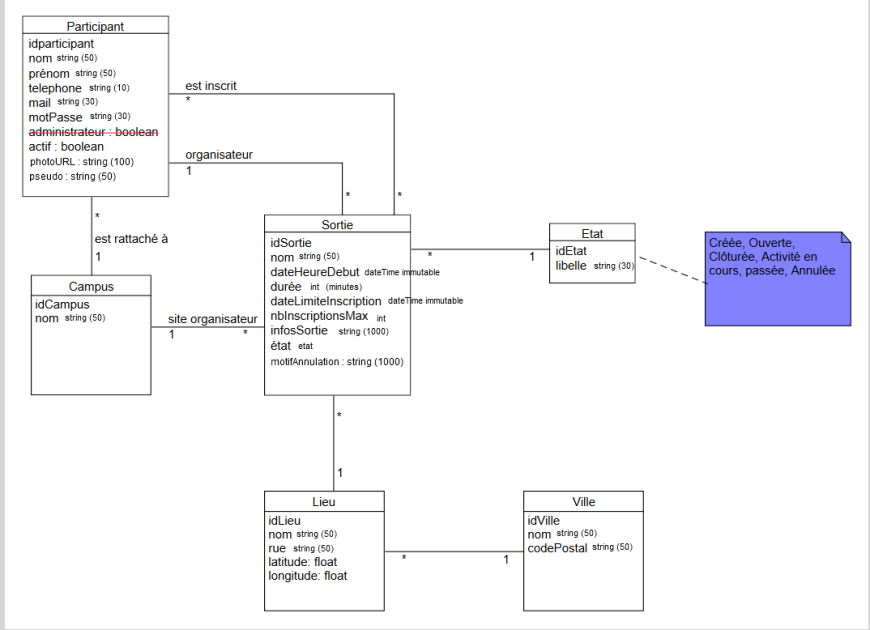 Participant
idparticipant
nom string (50)
prénom string (50)
telephone string (10)
mail string (30)
motPasse string (30)
administrateur : boolean
actif : boolean
photoURL : string (100)
pseudo : string (50)
est inscrit
*
organisateur
1
*
*
*
est rattaché à
1
Campus
idCampus
nom string (50)
site organisateur
1
*
Sortie
idSortie
nom string (50)
dateHeureDebut dateTime immutable
durée int (minutes)
dateLimiteInscription dateTime immutable
nbInscriptionsMax int
infosSortie string (1000)
état etat
motifAnnulation : string (1000)
*
1
Etat
idEtat
libelle string (30)
Créée, Ouverte,
Clôturée, Activité en
cours, passée, Annulée
*
1
Lieu
idLieu
nom string (50)
rue string (50)
latitude: float
longitude: float
*
1
Ville
idVille
nom string (50)
codePostal string (50)